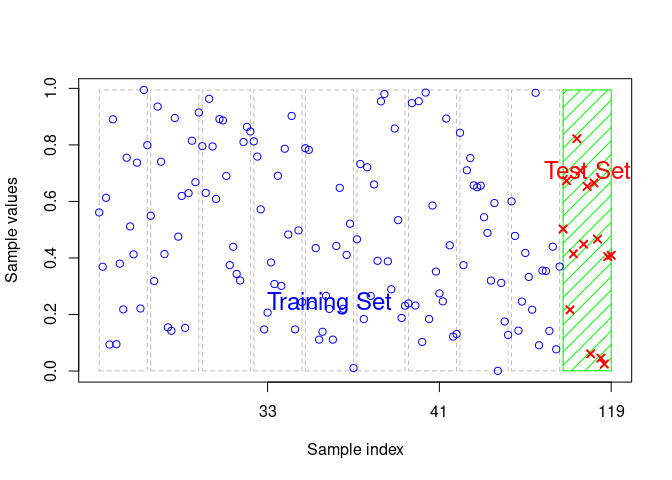 1.0
0.8
0.6
0.4
0.2
0.0
Sample values
Test Set
Training Set
33
41
119
Sample index